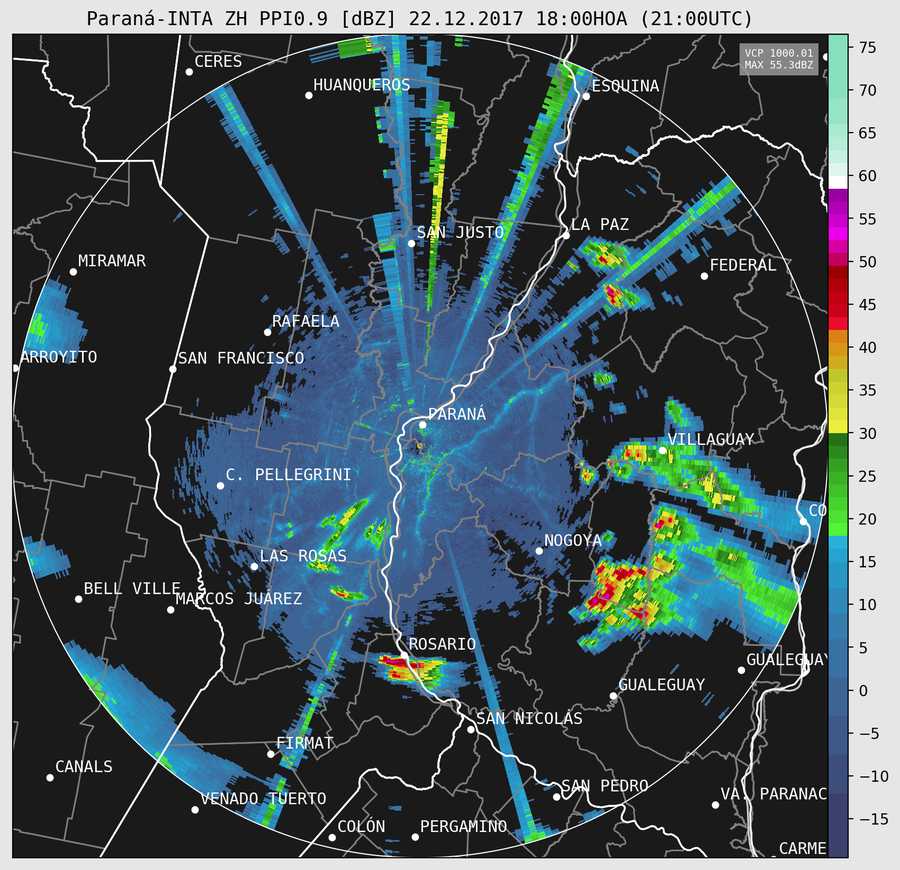 Paraná-INTA ZH PPI0.9 [dBZ] 22.12.2017 18:00HOA (21:00UTC)
VCP 1000.01
MAX 55.3dBZ
CERES
HUANQUEROS
ESQUINA
SAN JUSTO
LA PAZ
MIRAMAR
FEDERAL
RAFAELA
ARROYITO
SAN FRANCISCO
PARANÁ
VILLAGUAY
C. PELLEGRINI
CO
NOGOYA
LAS ROSAS
BELL VILLE
MARCOS JUÁREZ
ROSARIO
GUALEGUAY
GUALEGUAY
SAN NICOLÁS
FIRMAT
CANALS
SAN PEDRO
VENADO TUERTO
VA. PARANAC
COLÓN
PERGAMINO
CARME
75
70
65
60
55
50
45
40
35
30
25
20
15
10
5
0
−5
−10
−15